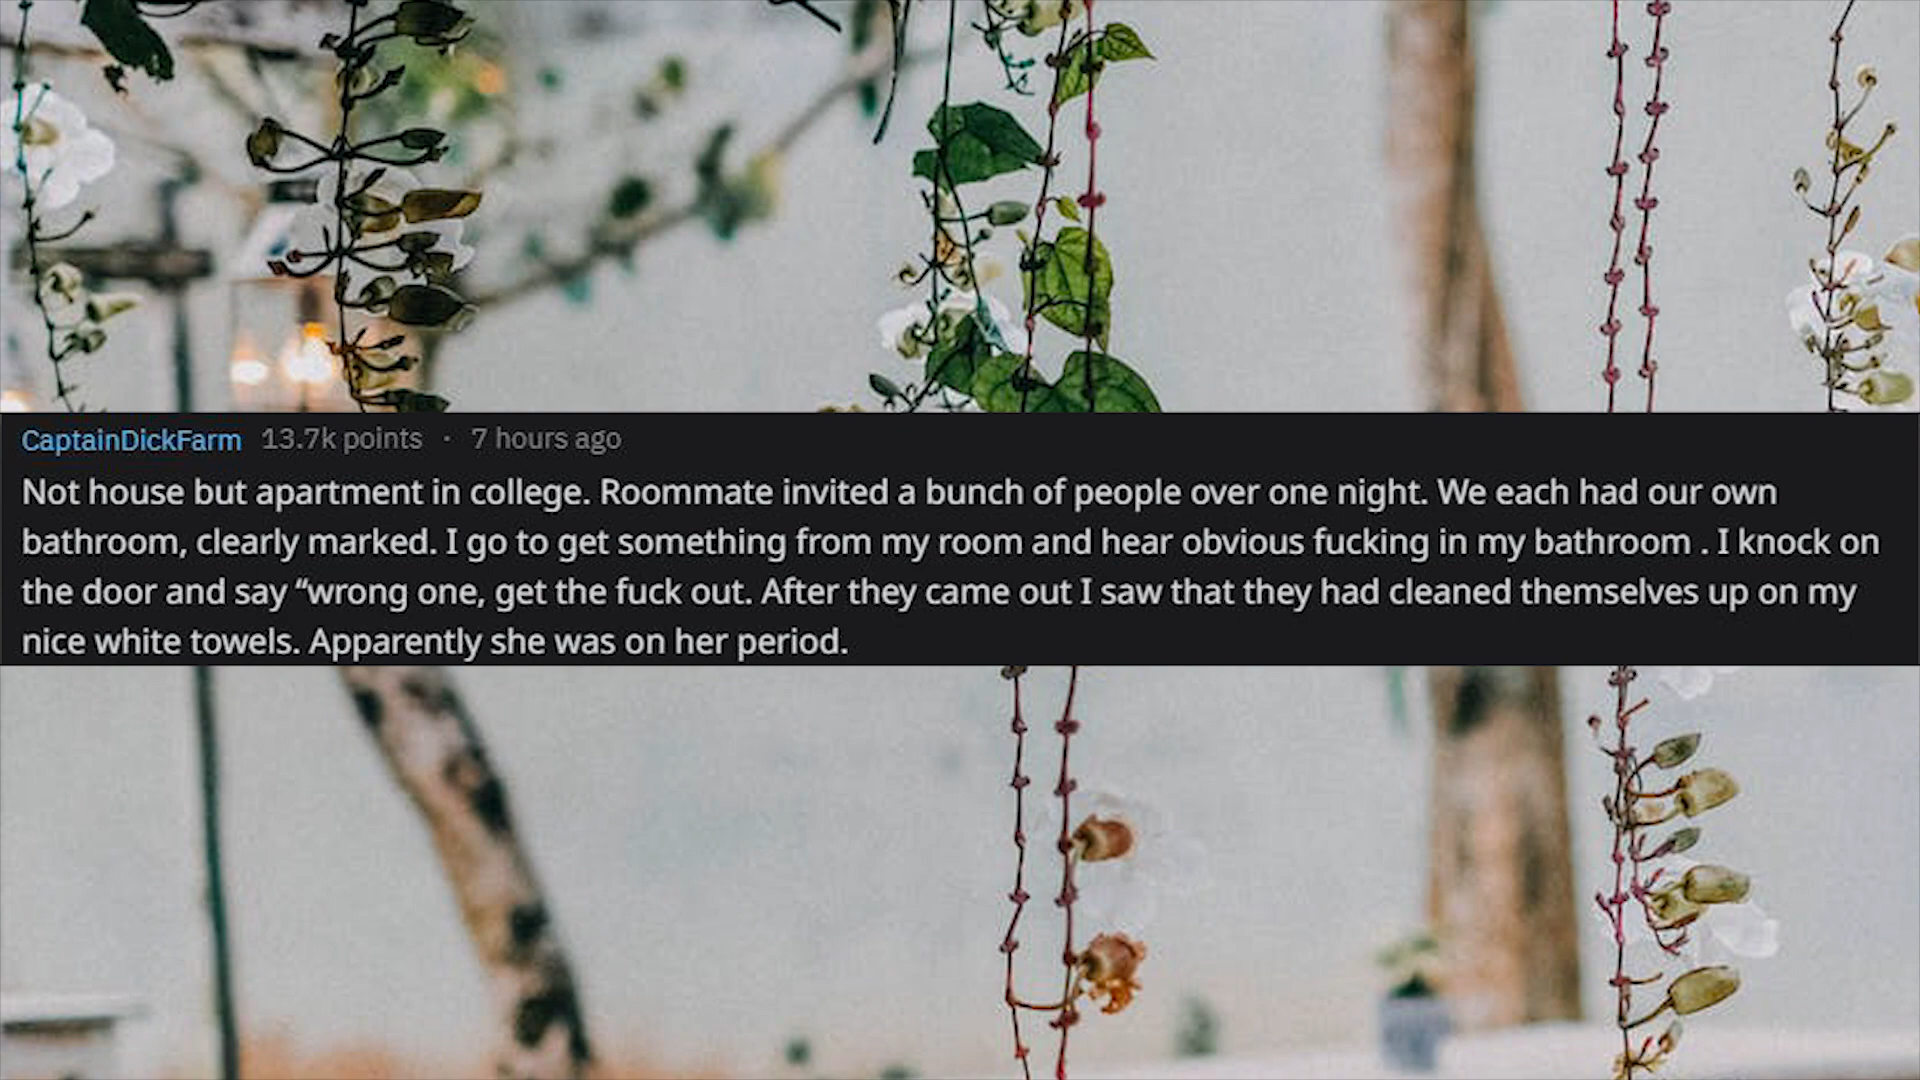 CaptainDickFarm 13.7k points · 7 hours ago
Not house but apartment in college. Roommate invited a bunch of people over one night. We each had our own
bathroom, clearly marked. I go to get something from my room and hear obvious fucking in my bathroom . I knock on
the door and say “wrong one, get the fuck out. After they came out I saw that they had cleaned themselves up on my
nice white towels. Apparently she was on her period.